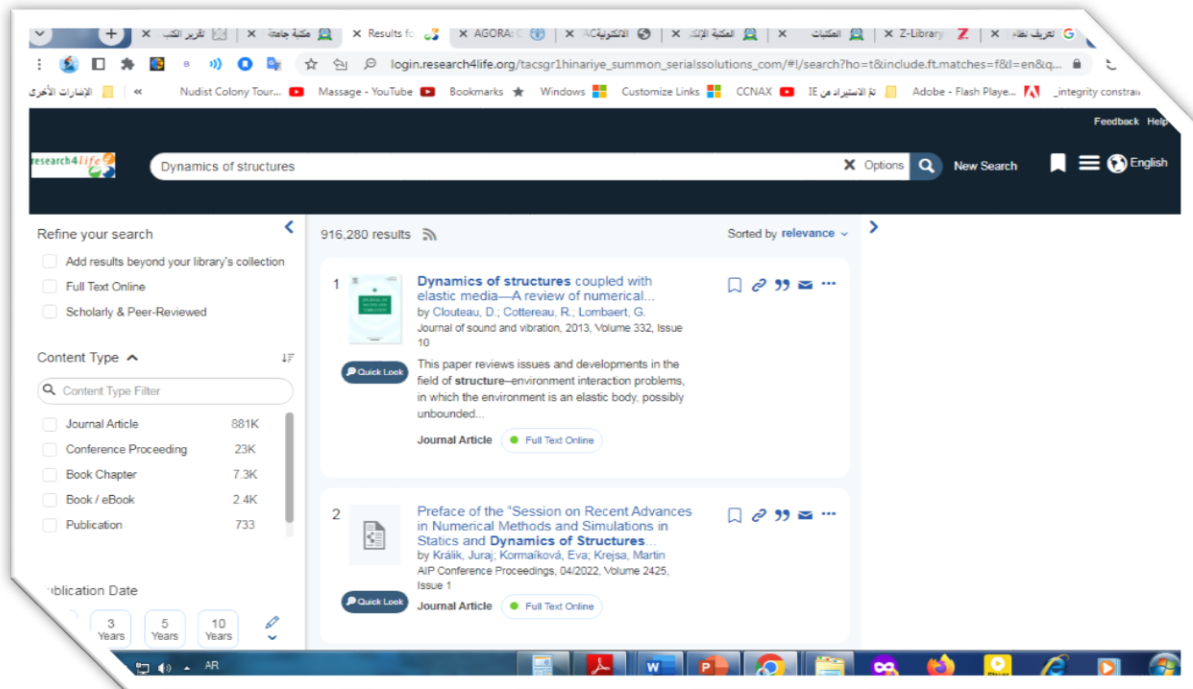 تقرير الكتب
مكتبة جامعة
Results fo
AGORA: C
المكتبة الإلك
المكتبات
Z-Library
تعريف نظام
login.research4life.org/tacsgr1hinariye_summon_serialssolutions_com/#!/search?ho=t&include.ft.matches=f&l=en&q...
الإشارات الأخرى
»
Nudist Colony Tour...
Massage - YouTube
Bookmarks
Windows
Customize Links
CCNAX
تم الاستيراد من IE
Adobe - Flash Playe...
_integrity constrain
Feedback Help
research4life
Dynamics of structures
Options
New Search
English
Refine your search
Add results beyond your library's collection
Full Text Online
Scholarly & Peer-Reviewed
Content Type
Content Type Filter
Journal Article 881K
Conference Proceeding 23K
Book Chapter 7.3K
Book / eBook 2.4K
Publication 733
ublication Date
3 Years
5 Years
10 Years
916,280 results
Sorted by relevance
1
Dynamics of structures coupled with
elastic media—A review of numerical...
by Clouteau, D.; Cottereau, R.; Lombaert, G.
Journal of sound and vibration, 2013, Volume 332, Issue
10
Quick Look
This paper reviews issues and developments in the
field of structure–environment interaction problems,
in which the environment is an elastic body, possibly
unbounded...
Journal Article Full Text Online
2
Preface of the "Session on Recent Advances
in Numerical Methods and Simulations in
Statics and Dynamics of Structures...
by Králik, Juraj; Kormaíková, Eva; Krejsa, Martin
AIP Conference Proceedings, 04/2022, Volume 2425,
Issue 1
Quick Look
Journal Article Full Text Online
AR